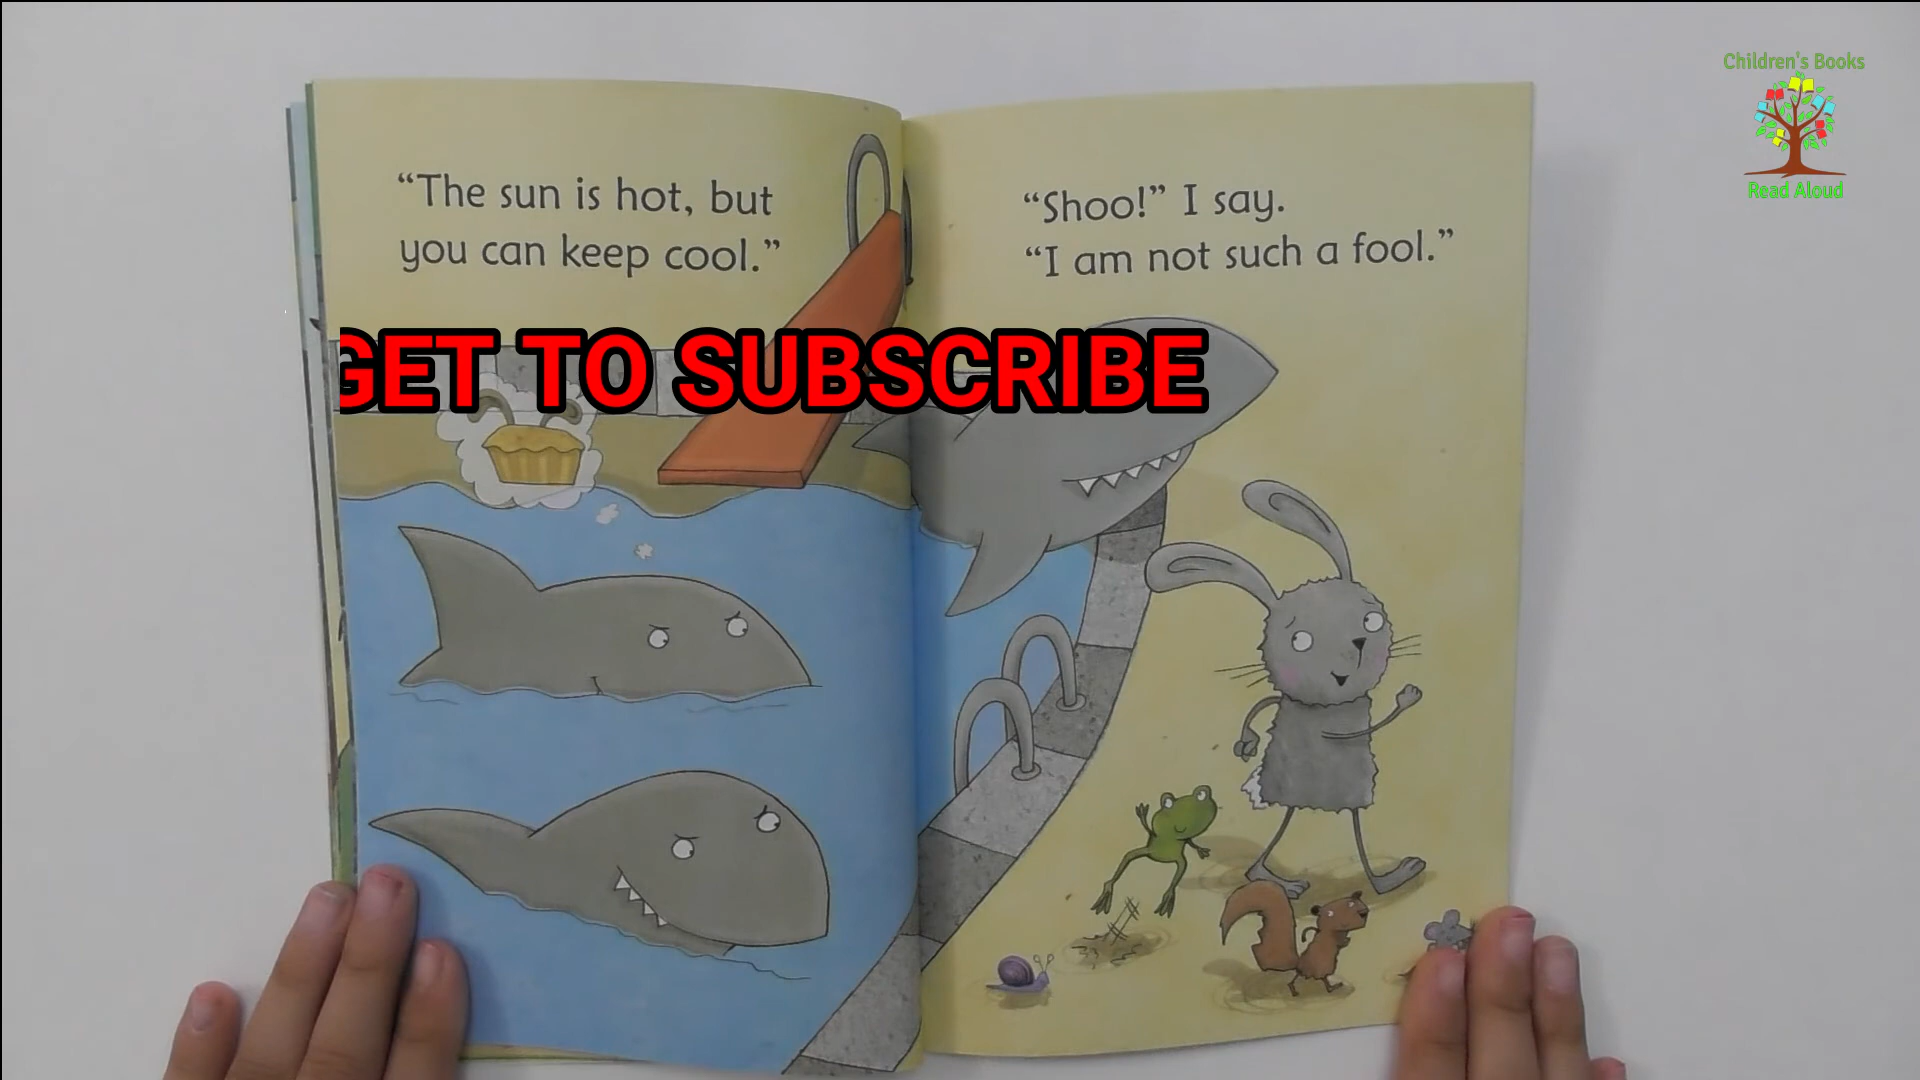 “The sun is hot, but
you can keep cool.”
“Shoo!” I say.
“I am not such a fool.”
GET TO SUBSCRIBE
Children's Books
Read Aloud